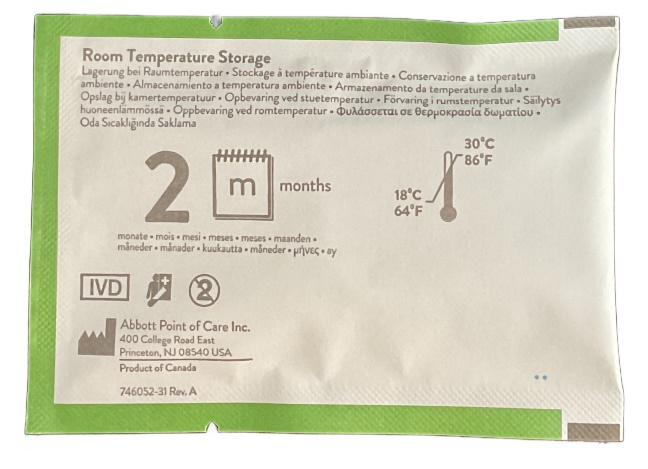 Room Temperature Storage
Lagerung bei Raumtemperatur • Stockage à température ambiante • Conservazione a temperatura
ambiente • Almacenamiento a temperatura ambiente • Armazenamento da temperature da sala •
Opslag bij kamertemperatuur • Opbevaring ved stuetemperatur • Förvaring i rumstemperatur • Säilytys
huoneenlämmössä • Oppbevaring ved romtemperatur • Φυλάσσεται σε θερμοκρασία δωματίου •
Oda Sıcaklığında Saklama
2 m months
30°C
86°F
18°C
64°F
monate • mois • mesi • meses • meses • maanden •
måneder • månader • kuukautta • måneder • μήνες • ay
IVD 2
Abbott Point of Care Inc.
400 College Road East
Princeton, NJ 08540 USA
Product of Canada
746052-31 Rev. A